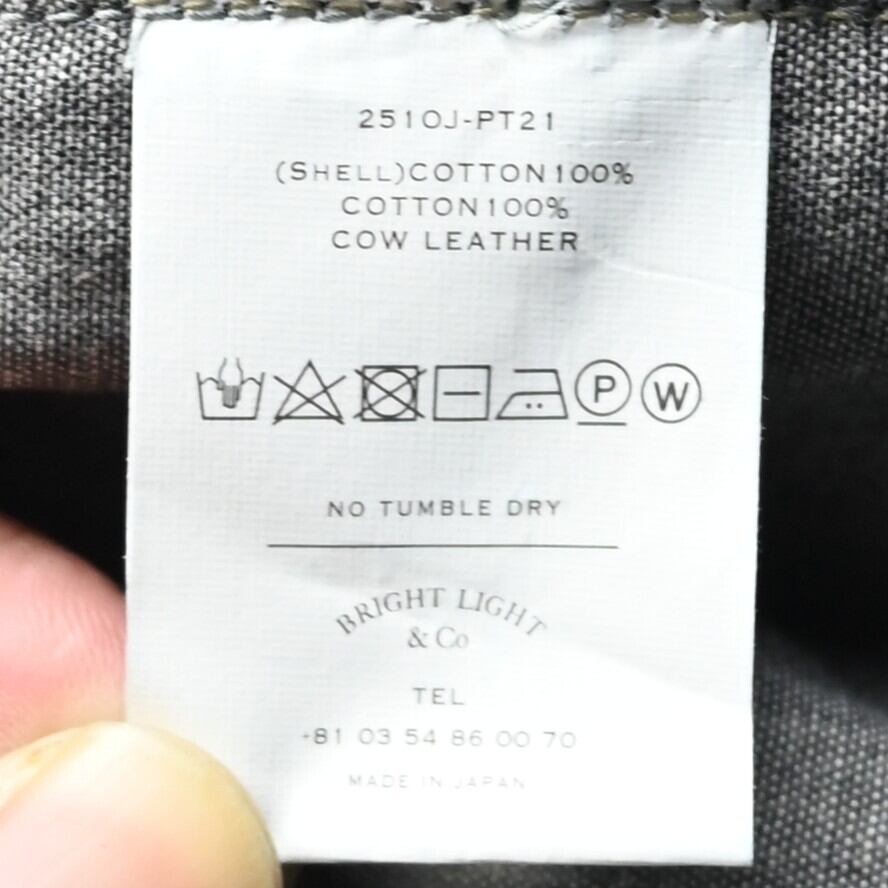 2510J-PT21
(SHELL)COTTON100%
COTTON100%
COW LEATHER
P
W
NO TUMBLE DRY
BRIGHT LIGHT
& Co
TEL
+81 03 54 86 00 70
MADE IN JAPAN